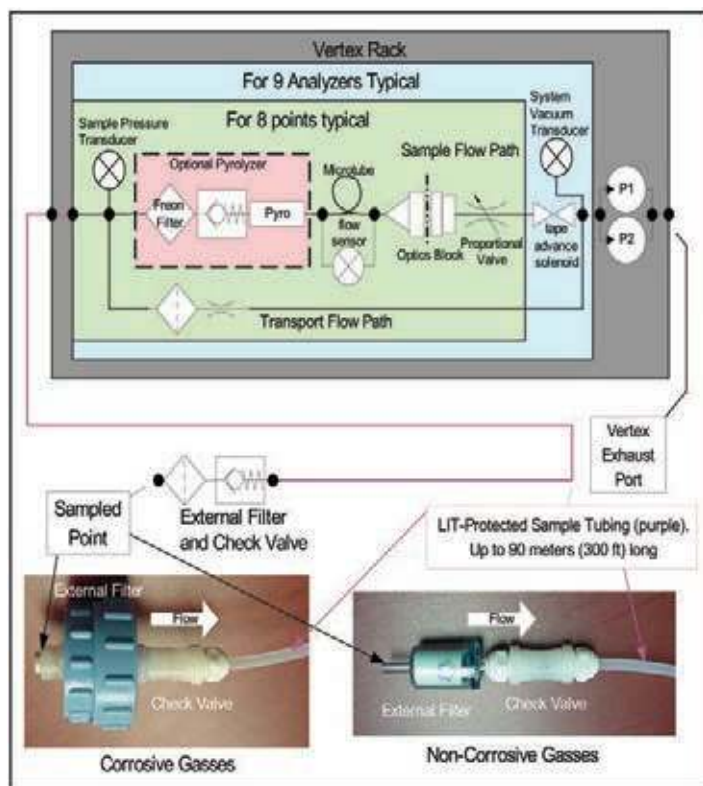 Vertex Rack
For 9 Analyzers Typical
For 8 points typical
Sample Pressure
Transducer
System
Vacuum
Transducer
Sample Flow Path
Optional Pyrolyzer
Microtube
Freon
Filter
Pyro
flow
sensor
Optics Block
Proportional
Valve
tape
advance
solenoid
P1
P2
Transport Flow Path
Vertex
Exhaust
Port
Sampled
Point
External Filter
and Check Valve
LIT-Protected Sample Tubing (purple).
Up to 90 meters (300 ft) long
External Filter
Flow
Check Valve
Corrosive Gasses
Flow
External Filter
Check Valve
Non-Corrosive Gasses